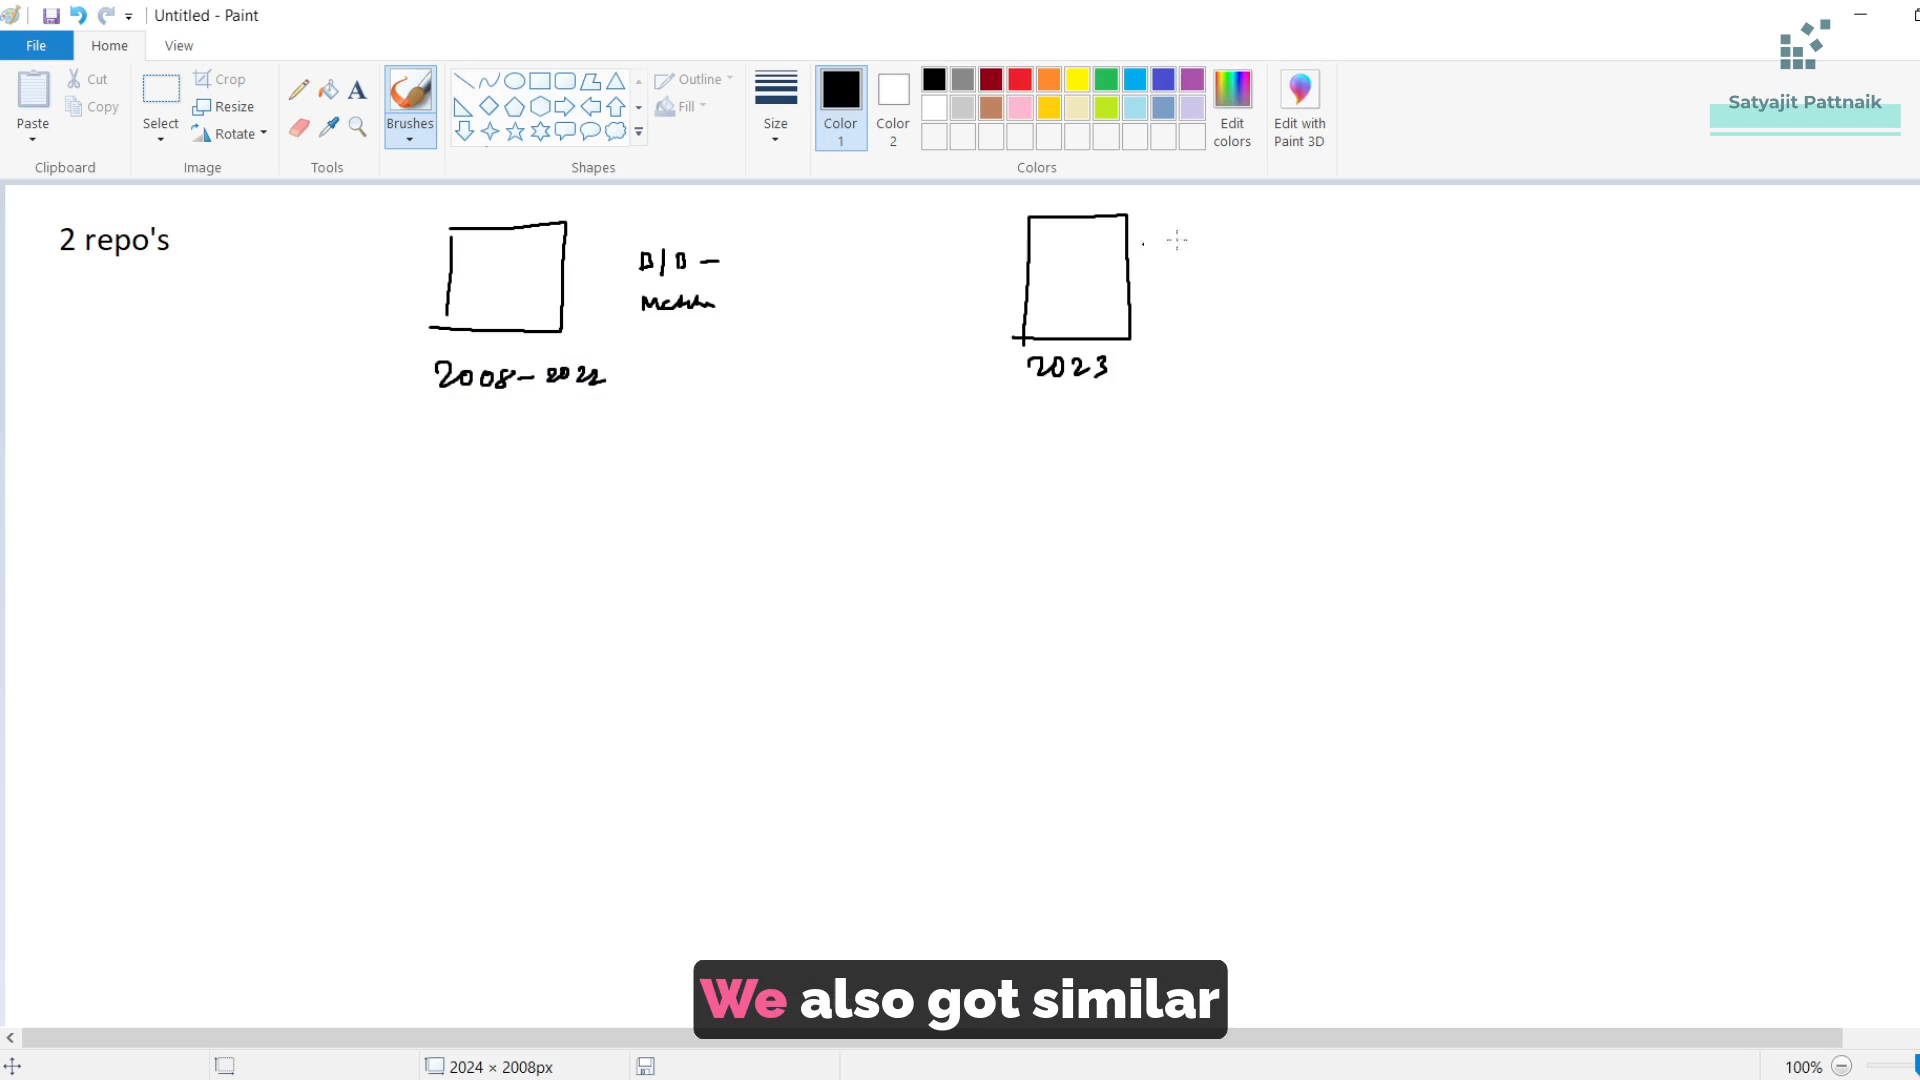 Untitled - Paint
File Home View
Paste
Cut
Copy
Clipboard
Select
Crop
Resize
Rotate
Image
Tools
Brushes
Shapes
Outline
Fill
Size
Color 1
Color 2
Edit colors
Edit with Paint 3D
Colors
Satyajit Pattnaik
2 repo's
2008-2022
2023
We also got similar
2024 × 2008px
100%